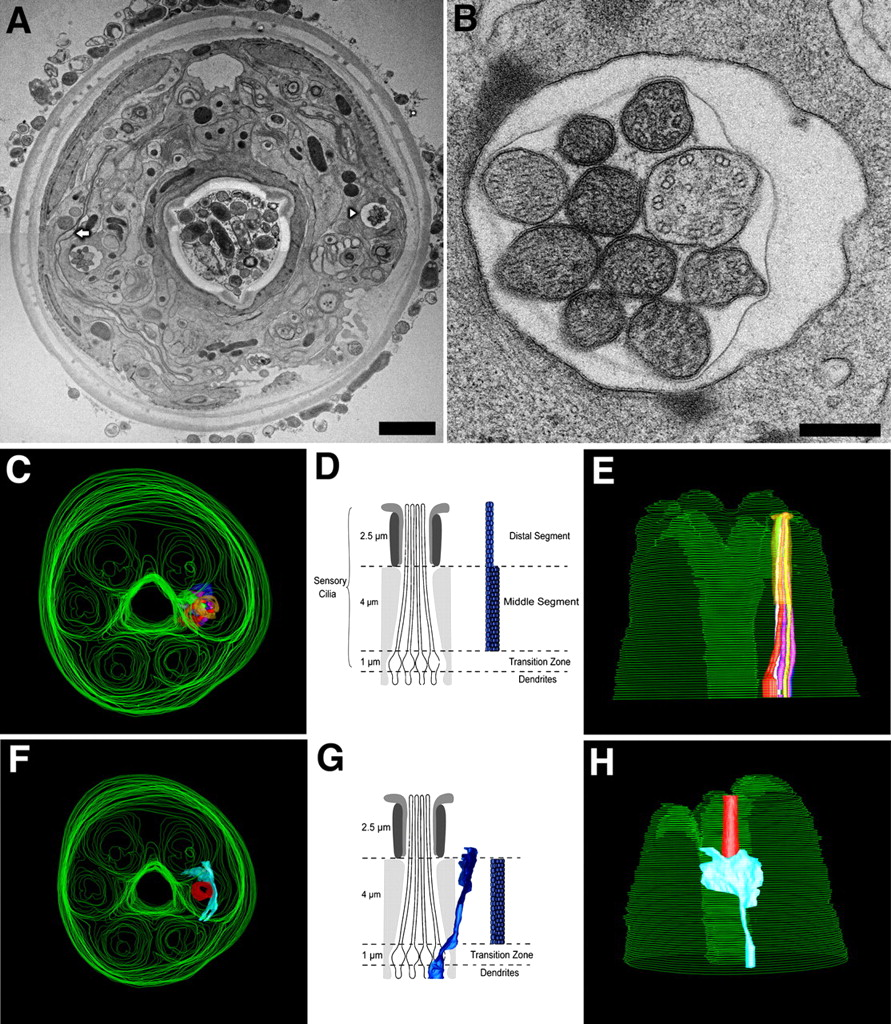 A
B
C
D
2.5 µm
Distal Segment
Sensory
Cilia
4 µm
Middle Segment
1 µm
Transition Zone
Dendrites
E
F
G
2.5 µm
4 µm
1 µm
Transition Zone
Dendrites
H